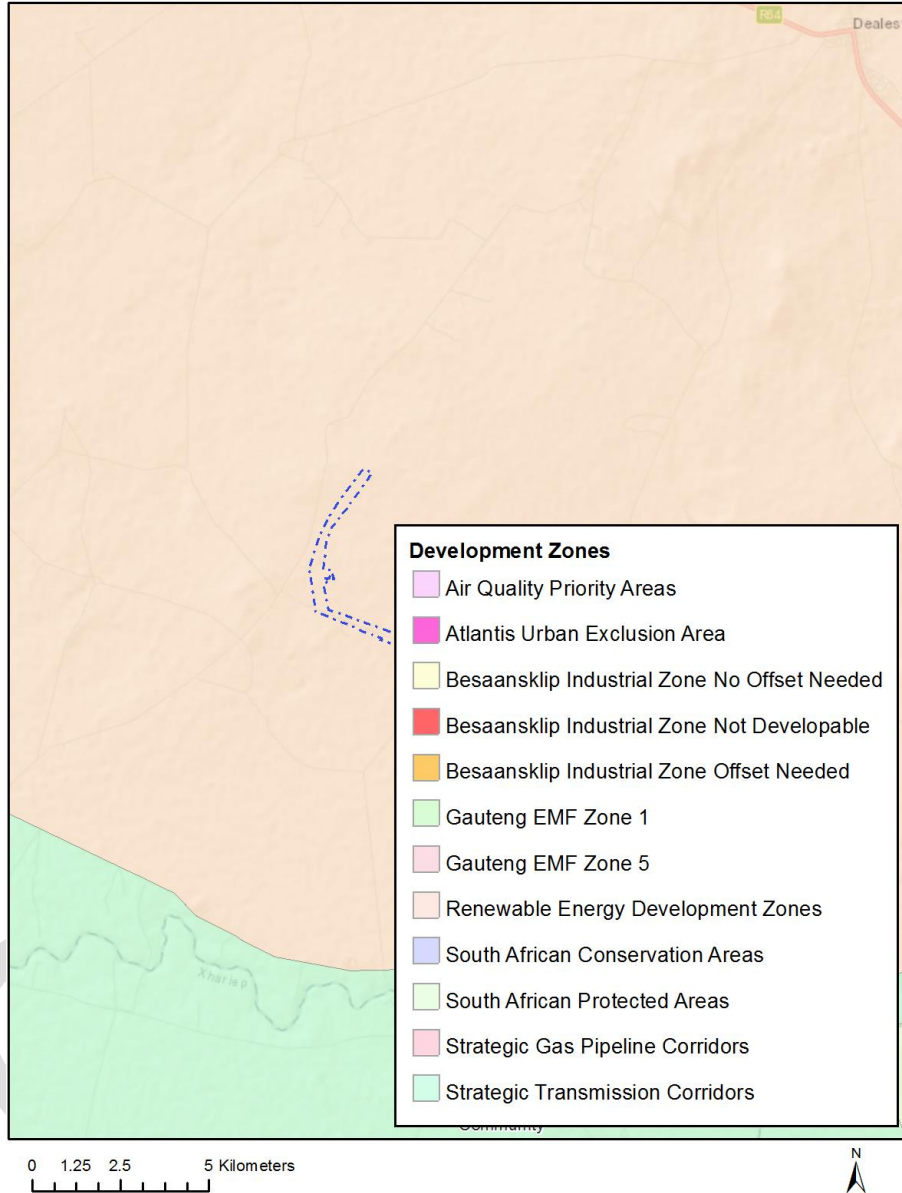 R64
Deales
Development Zones
Air Quality Priority Areas
Atlantis Urban Exclusion Area
Besaansklip Industrial Zone No Offset Needed
Besaansklip Industrial Zone Not Developable
Besaansklip Industrial Zone Offset Needed
Gauteng EMF Zone 1
Gauteng EMF Zone 5
Renewable Energy Development Zones
South African Conservation Areas
South African Protected Areas
Strategic Gas Pipeline Corridors
Strategic Transmission Corridors
Xhariep
Community
0 1.25 2.5 5 Kilometers
N